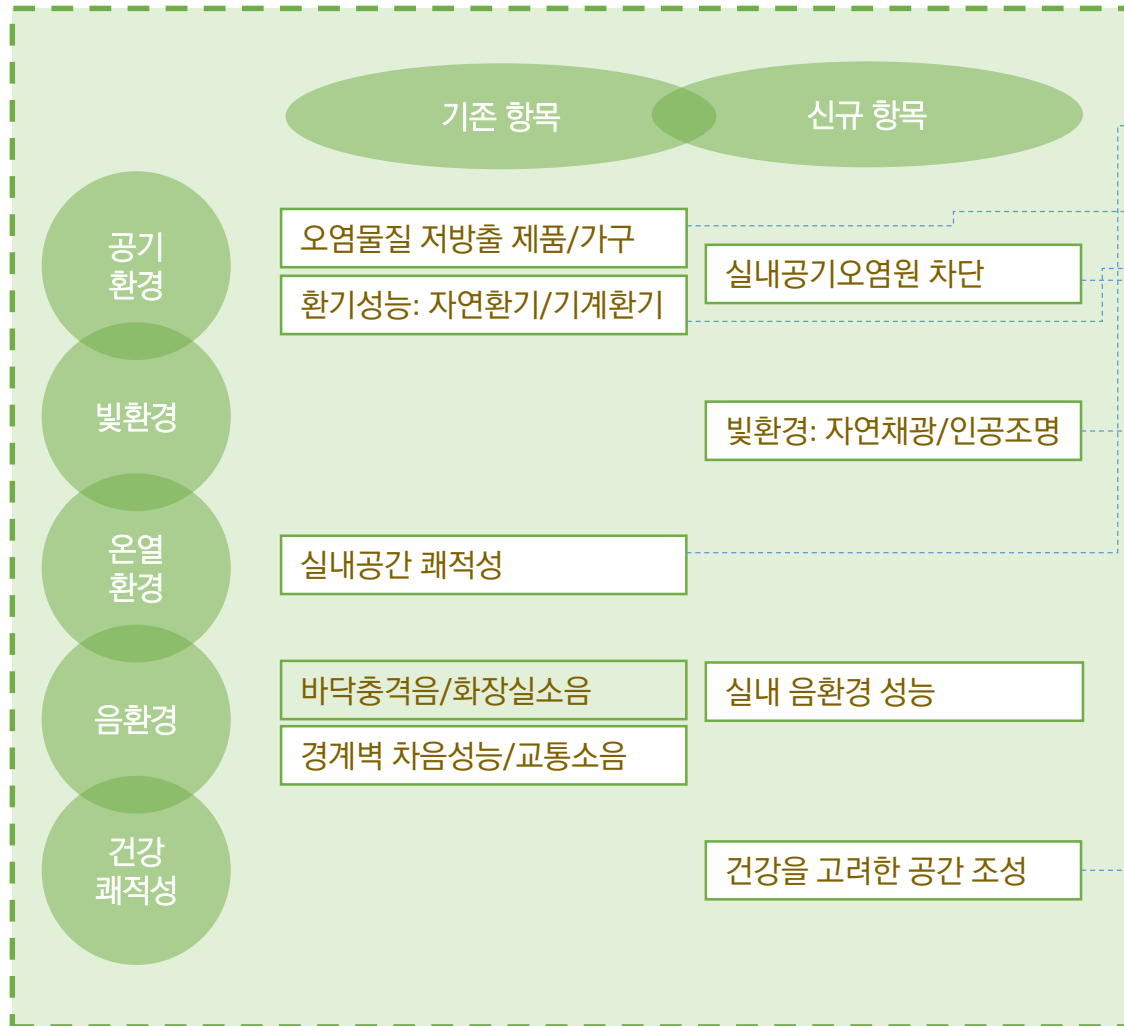 기존 항목
신규 항목
공기
환경
오염물질 저방출 제품/가구
환기성능: 자연환기/기계환기
실내공기오염원 차단
빛환경
빛환경: 자연채광/인공조명
온열
환경
실내공간 쾌적성
음환경
바닥충격음/화장실소음
경계벽 차음성능/교통소음
실내 음환경 성능
건강
쾌적성
건강을 고려한 공간 조성